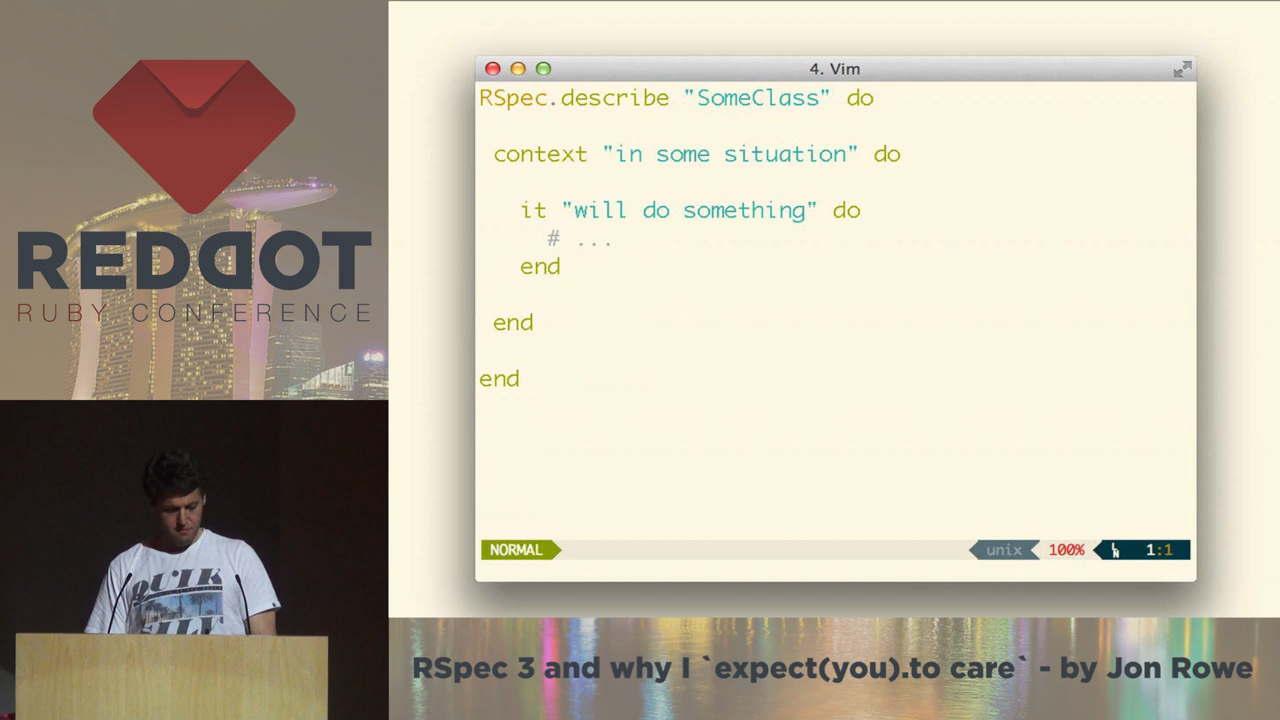 REDDOT
RUBY CONFERENCE
4. Vim
RSpec.describe "SomeClass" do
context "in some situation" do
it "will do something" do
# ...
end
end
end
NORMAL
unix 100% 1:1
QUIK
SILK
RSpec 3 and why I `expect(you).to care` - by Jon Rowe